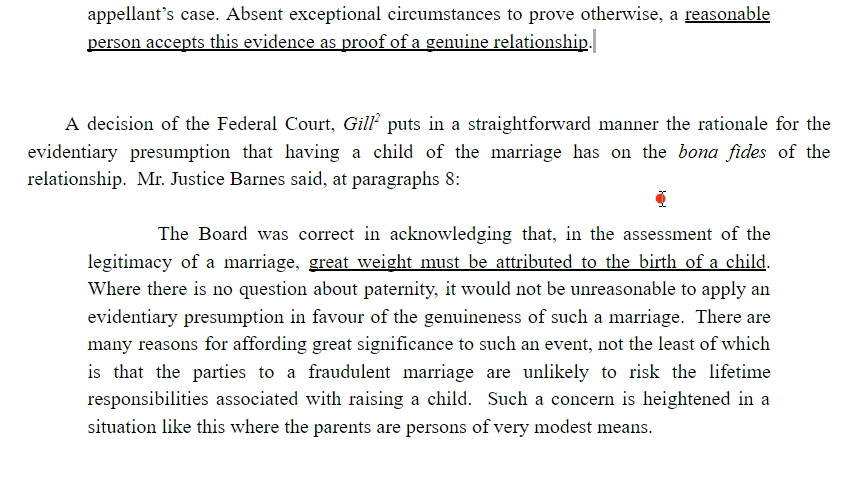 appellant’s case. Absent exceptional circumstances to prove otherwise, a reasonable
person accepts this evidence as proof of a genuine relationship.
A decision of the Federal Court, Gill2 puts in a straightforward manner the rationale for the
evidentiary presumption that having a child of the marriage has on the bona fides of the
relationship. Mr. Justice Barnes said, at paragraphs 8:
The Board was correct in acknowledging that, in the assessment of the
legitimacy of a marriage, great weight must be attributed to the birth of a child.
Where there is no question about paternity, it would not be unreasonable to apply an
evidentiary presumption in favour of the genuineness of such a marriage. There are
many reasons for affording great significance to such an event, not the least of which
is that the parties to a fraudulent marriage are unlikely to risk the lifetime
responsibilities associated with raising a child. Such a concern is heightened in a
situation like this where the parents are persons of very modest means.